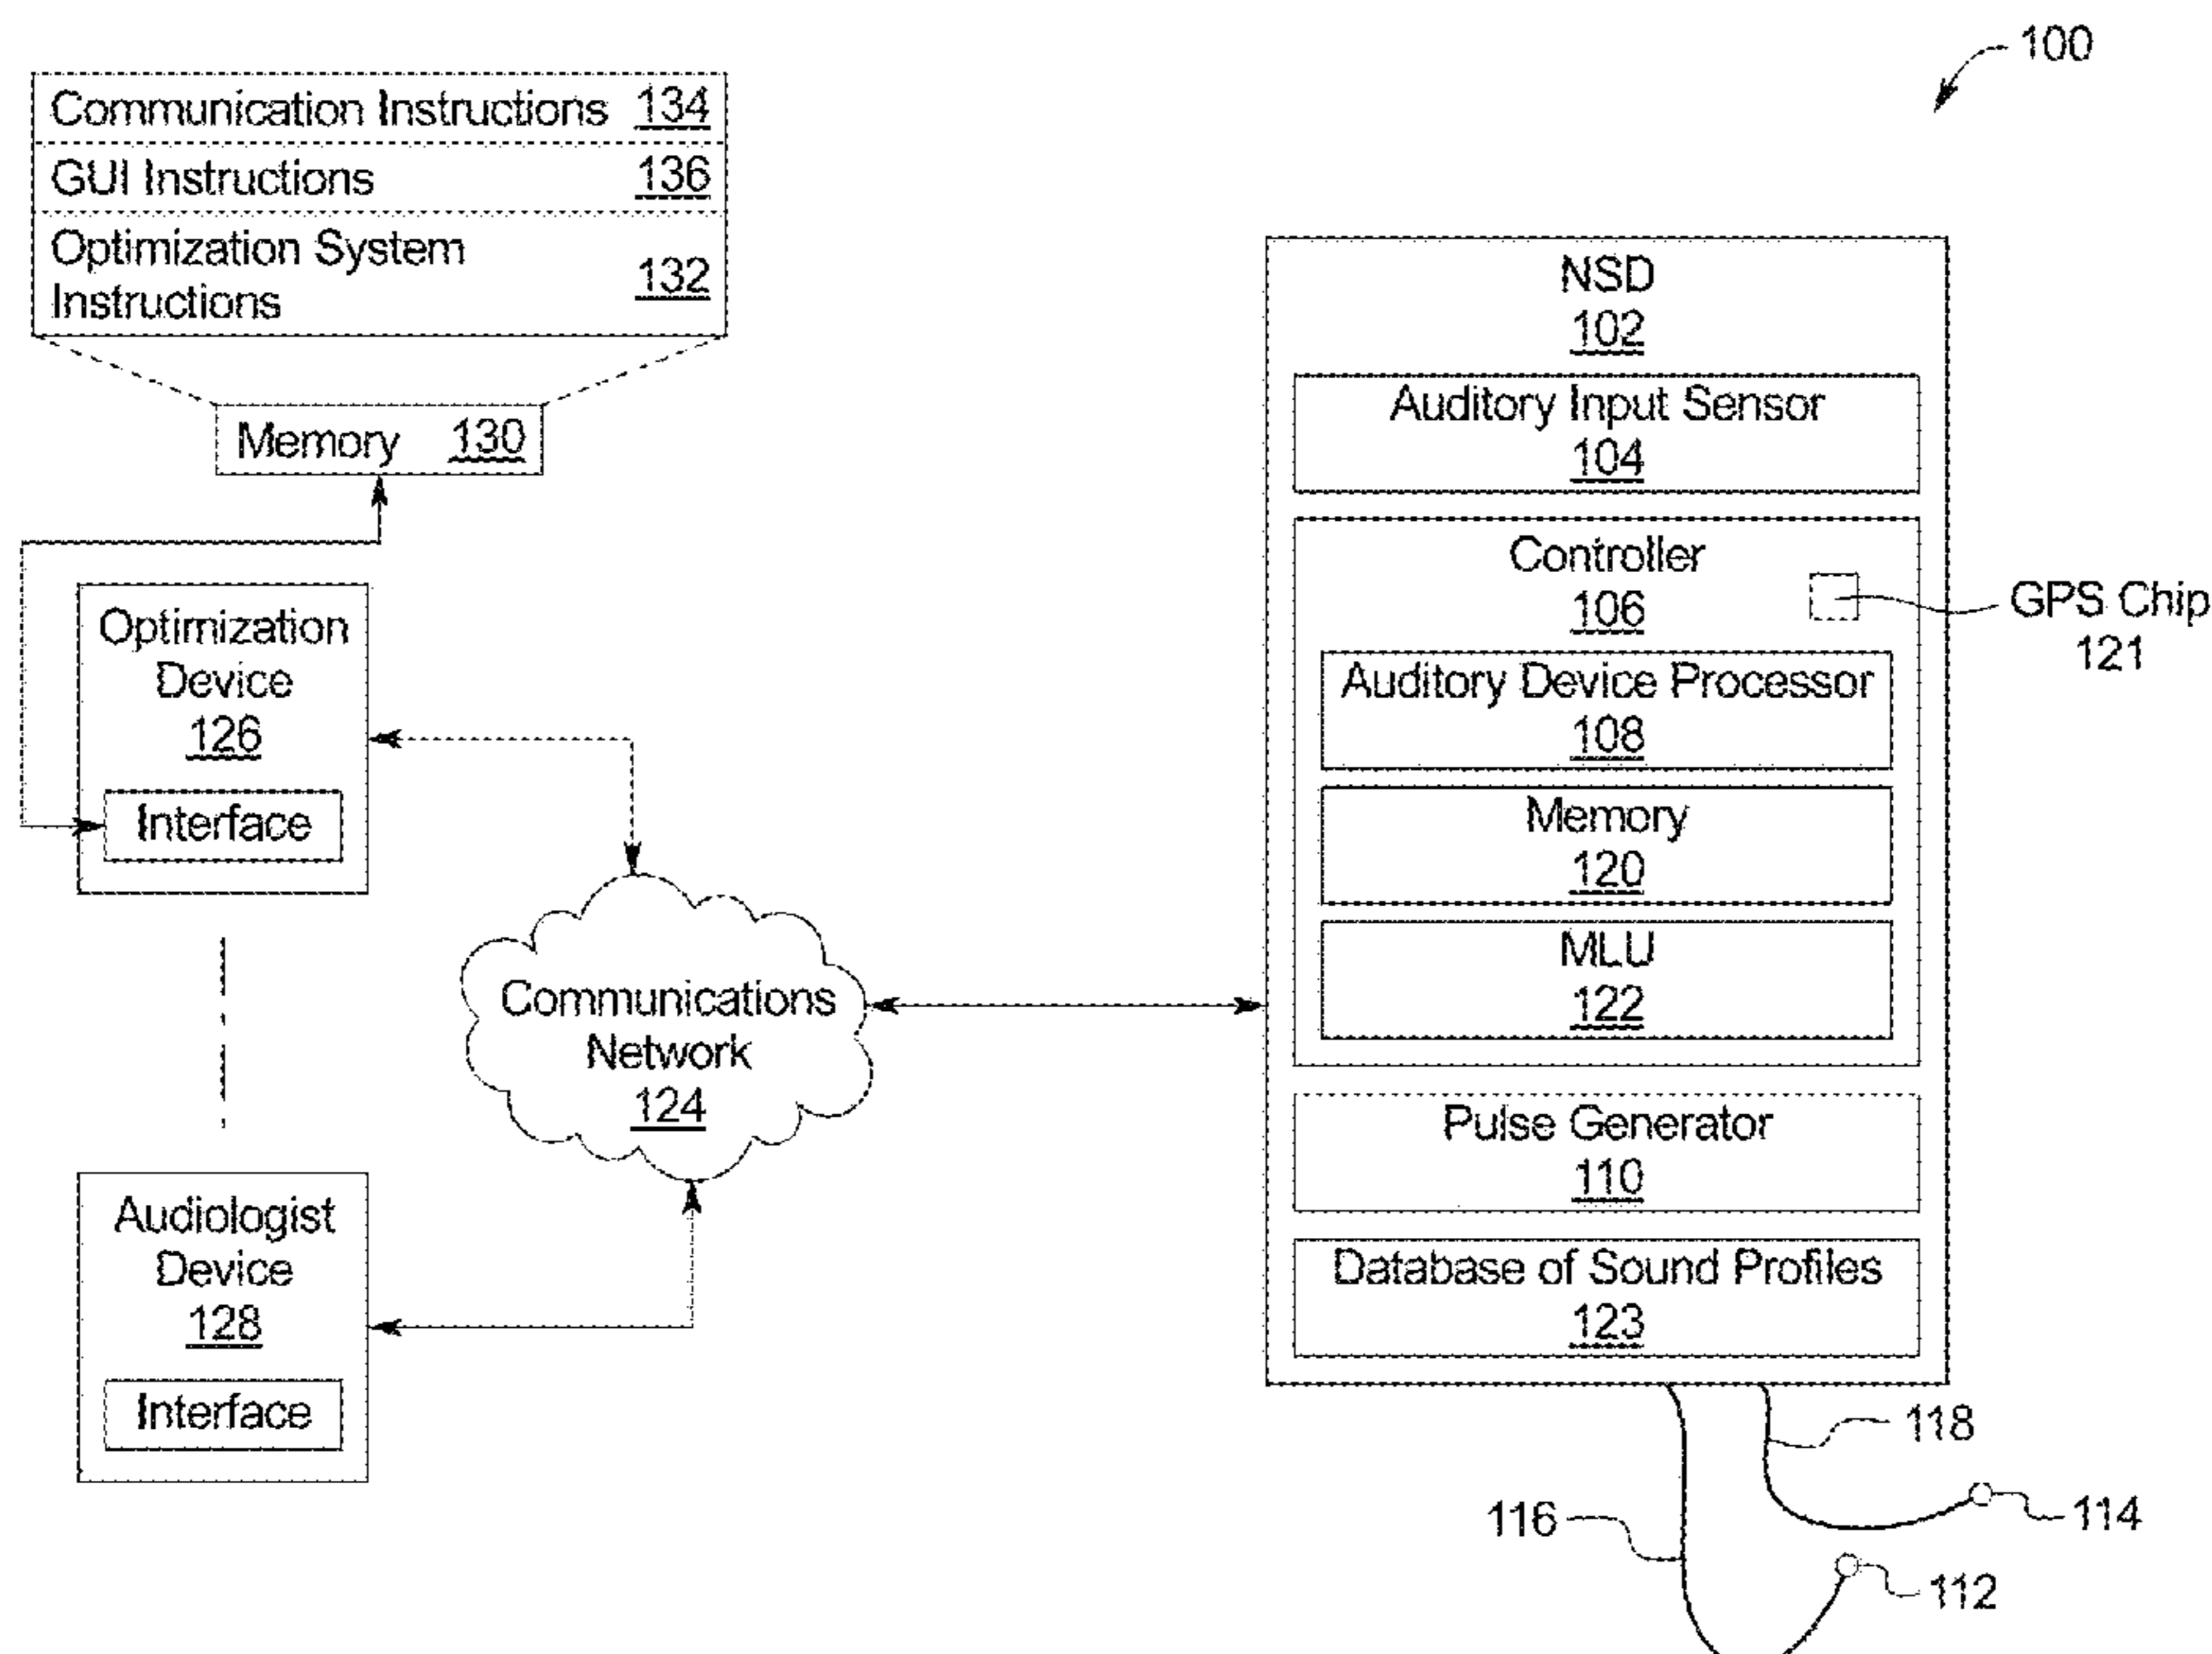 100
Communication Instructions 134
GUI Instructions 136
Optimization System
Instructions
132
Memory 130
Optimization
Device
126
Interface
Communications
Network
124
Audiologist
Device
128
Interface
NSD
102
Auditory Input Sensor
104
Controller
106
GPS Chip
121
Auditory Device Processor
108
Memory
120
MLU
122
Pulse Generator
110
Database of Sound Profiles
123
118
116
114
112